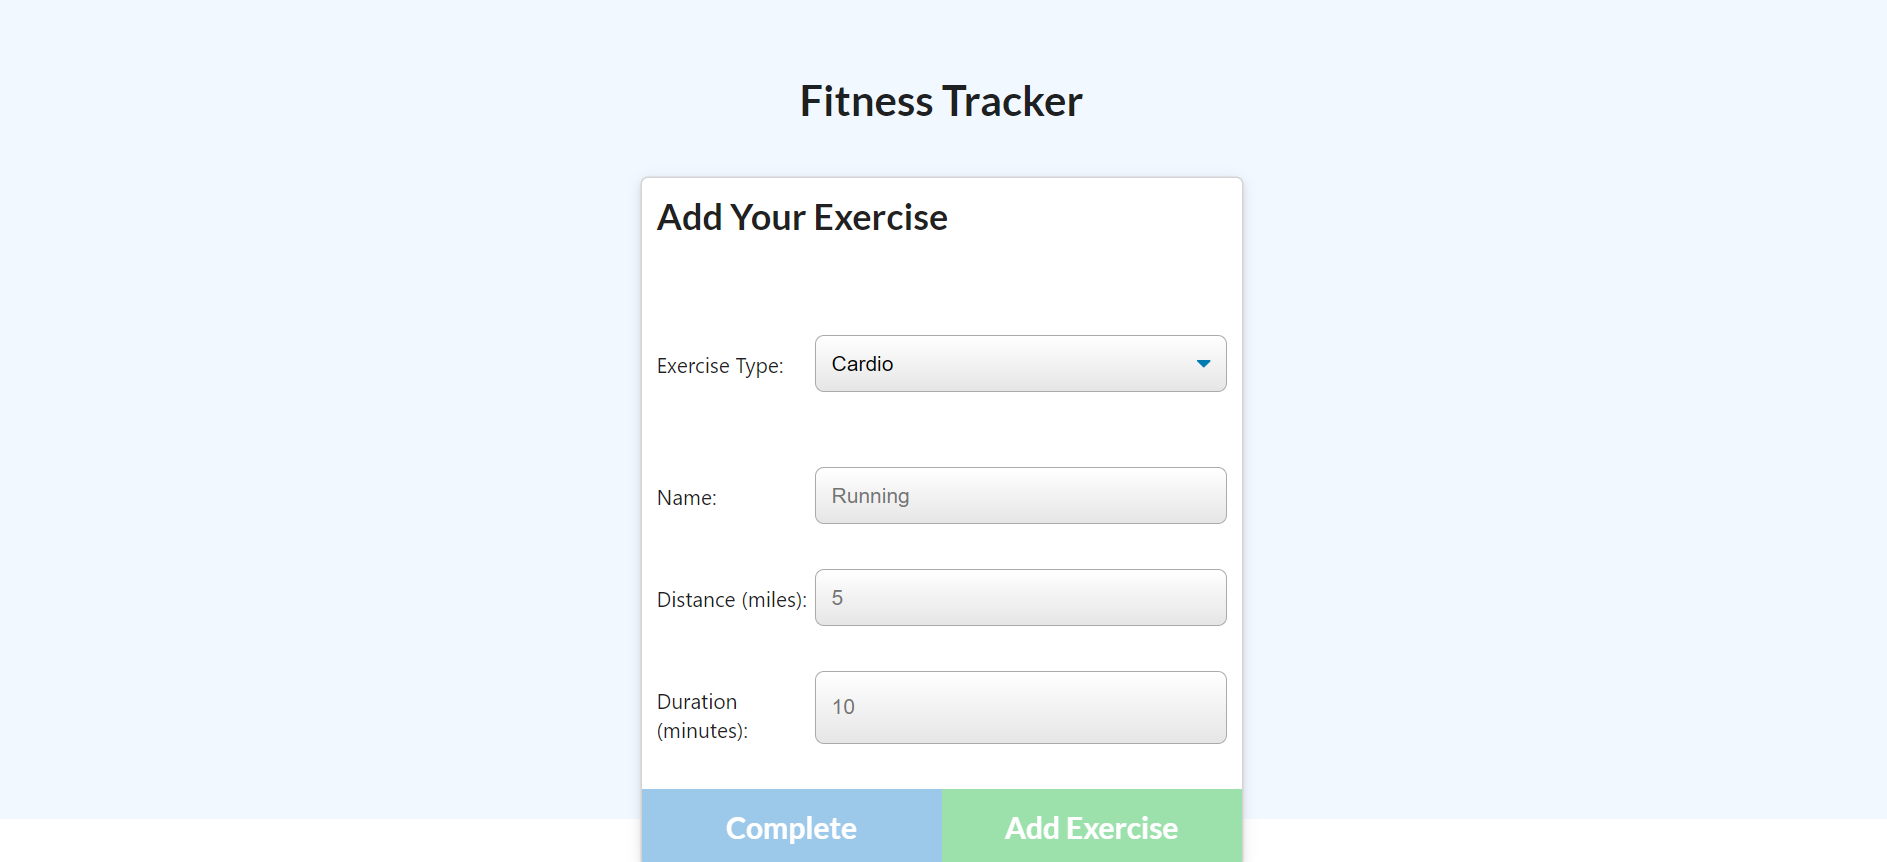 Fitness Tracker
Add Your Exercise
Exercise Type: Cardio
Name: Running
Distance (miles): 5
Duration
(minutes): 10
Complete Add Exercise